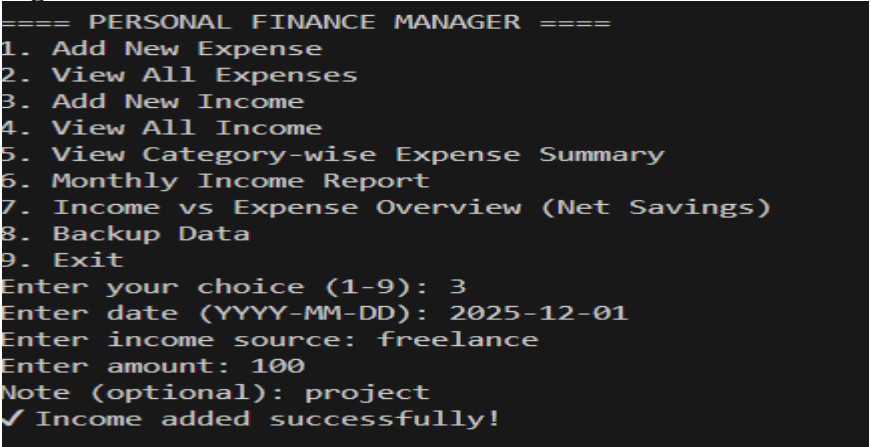 ==== PERSONAL FINANCE MANAGER ====
1. Add New Expense
2. View All Expenses
3. Add New Income
4. View All Income
5. View Category-wise Expense Summary
6. Monthly Income Report
7. Income vs Expense Overview (Net Savings)
8. Backup Data
9. Exit
Enter your choice (1-9): 3
Enter date (YYYY-MM-DD): 2025-12-01
Enter income source: freelance
Enter amount: 100
Note (optional): project
✓ Income added successfully!